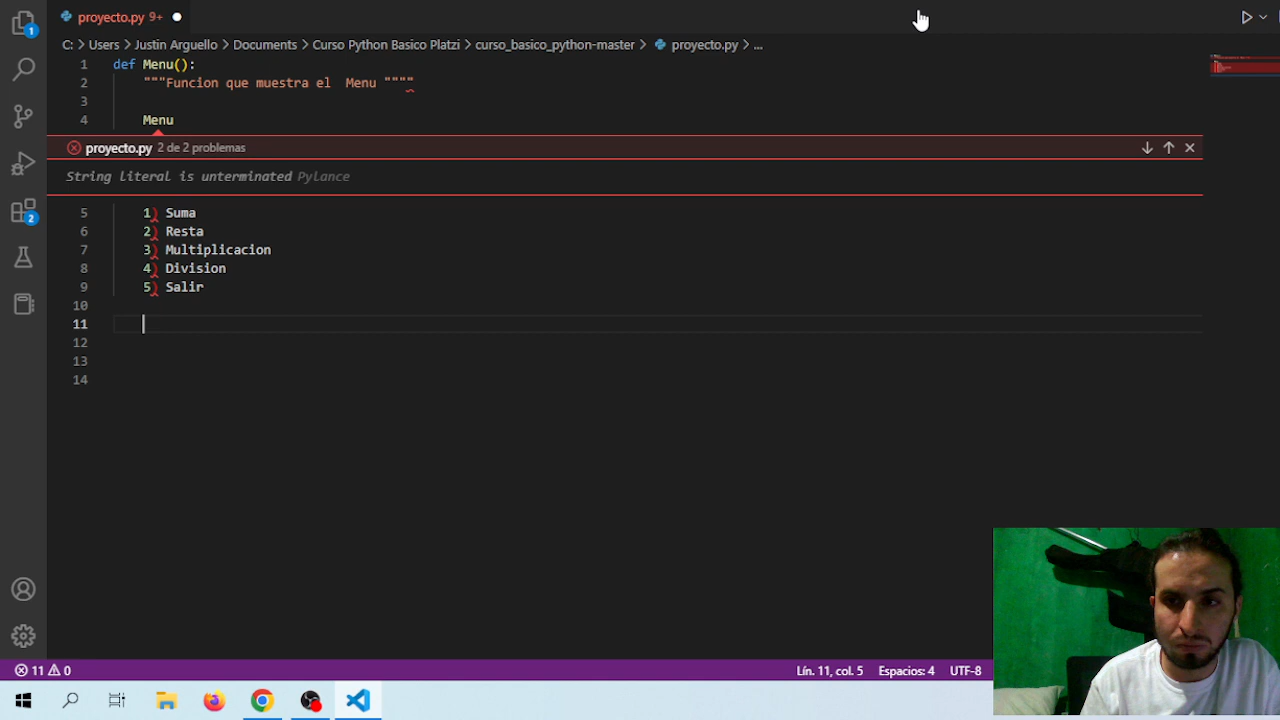 1
proyecto.py 9+
C: > Users > Justin Arguello > Documents > Curso Python Basico Platzi > curso_basico_python-master > proyecto.py > ...
1 def Menu():
2 """Funcion que muestra el  Menu """"
3
4 Menu
proyecto.py 2 de 2 problemas
String literal is unterminated Pylance
5 1) Suma
6 2) Resta
7 3) Multiplicacion
8 4) Division
9 5) Salir
10
11
12
13
14
2
11 0
Lín. 11, col. 5 Espacios: 4 UTF-8